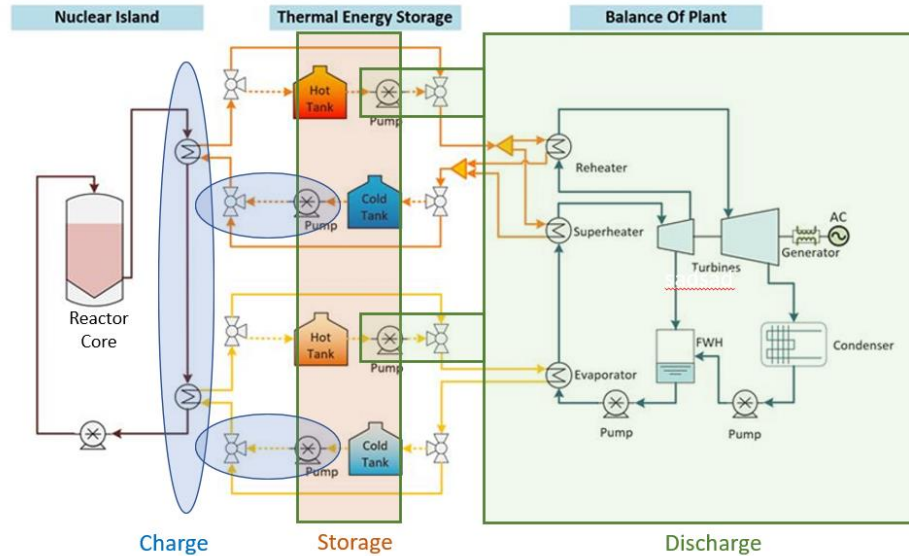 Nuclear Island
Thermal Energy Storage
Balance Of Plant
Hot
Tank
Pump
Cold
Tank
Pump
Reactor
Core
Hot
Tank
Pump
Cold
Tank
Pump
Reheater
Superheater
AC
Generator
Turbines
FWH
Condenser
Evaporator
Pump
Pump
Charge
Storage
Discharge